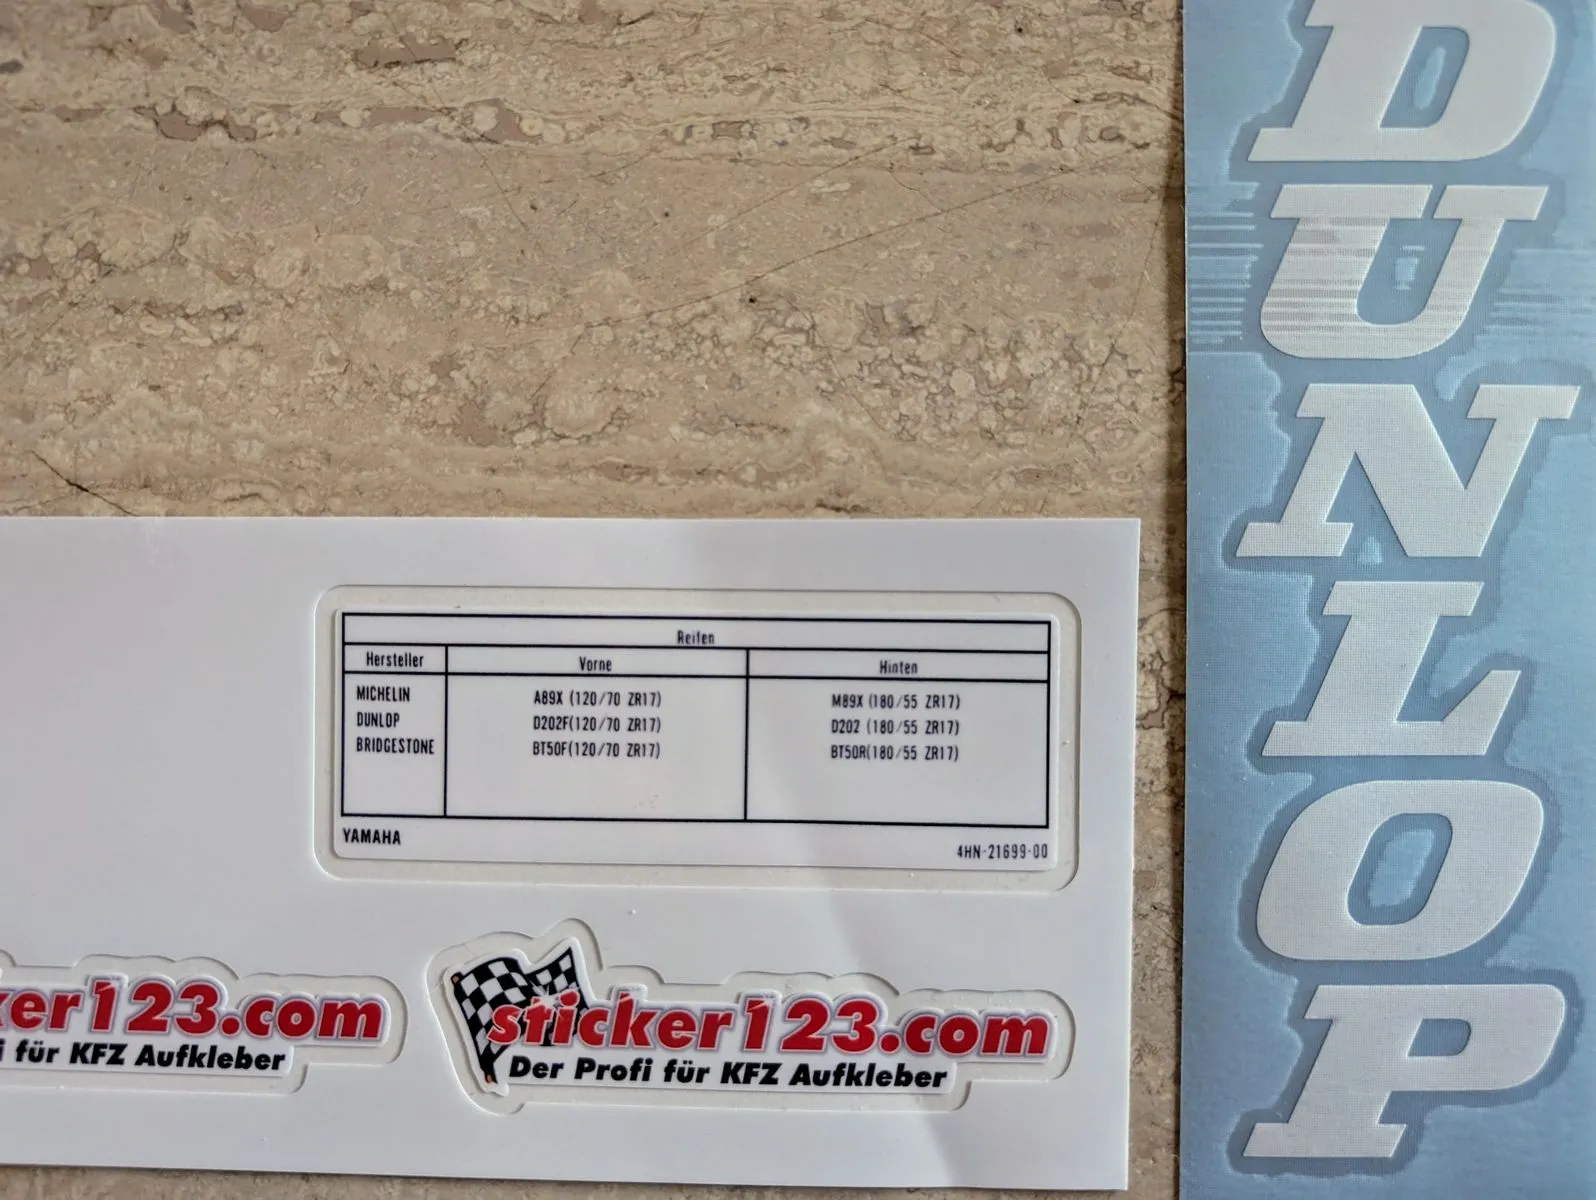 DUNLOP
Reifen
Hersteller Vorne Hinten
MICHELIN A89X (120/70 ZR17) M89X (180/55 ZR17)
DUNLOP D202F(120/70 ZR17) D202 (180/55 ZR17)
BRIDGESTONE BT50F(120/70 ZR17) BT50R(180/55 ZR17)
YAMAHA 4HN-21699-00
ker123.com
i für KFZ Aufkleber
sticker123.com
Der Profi für KFZ Aufkleber